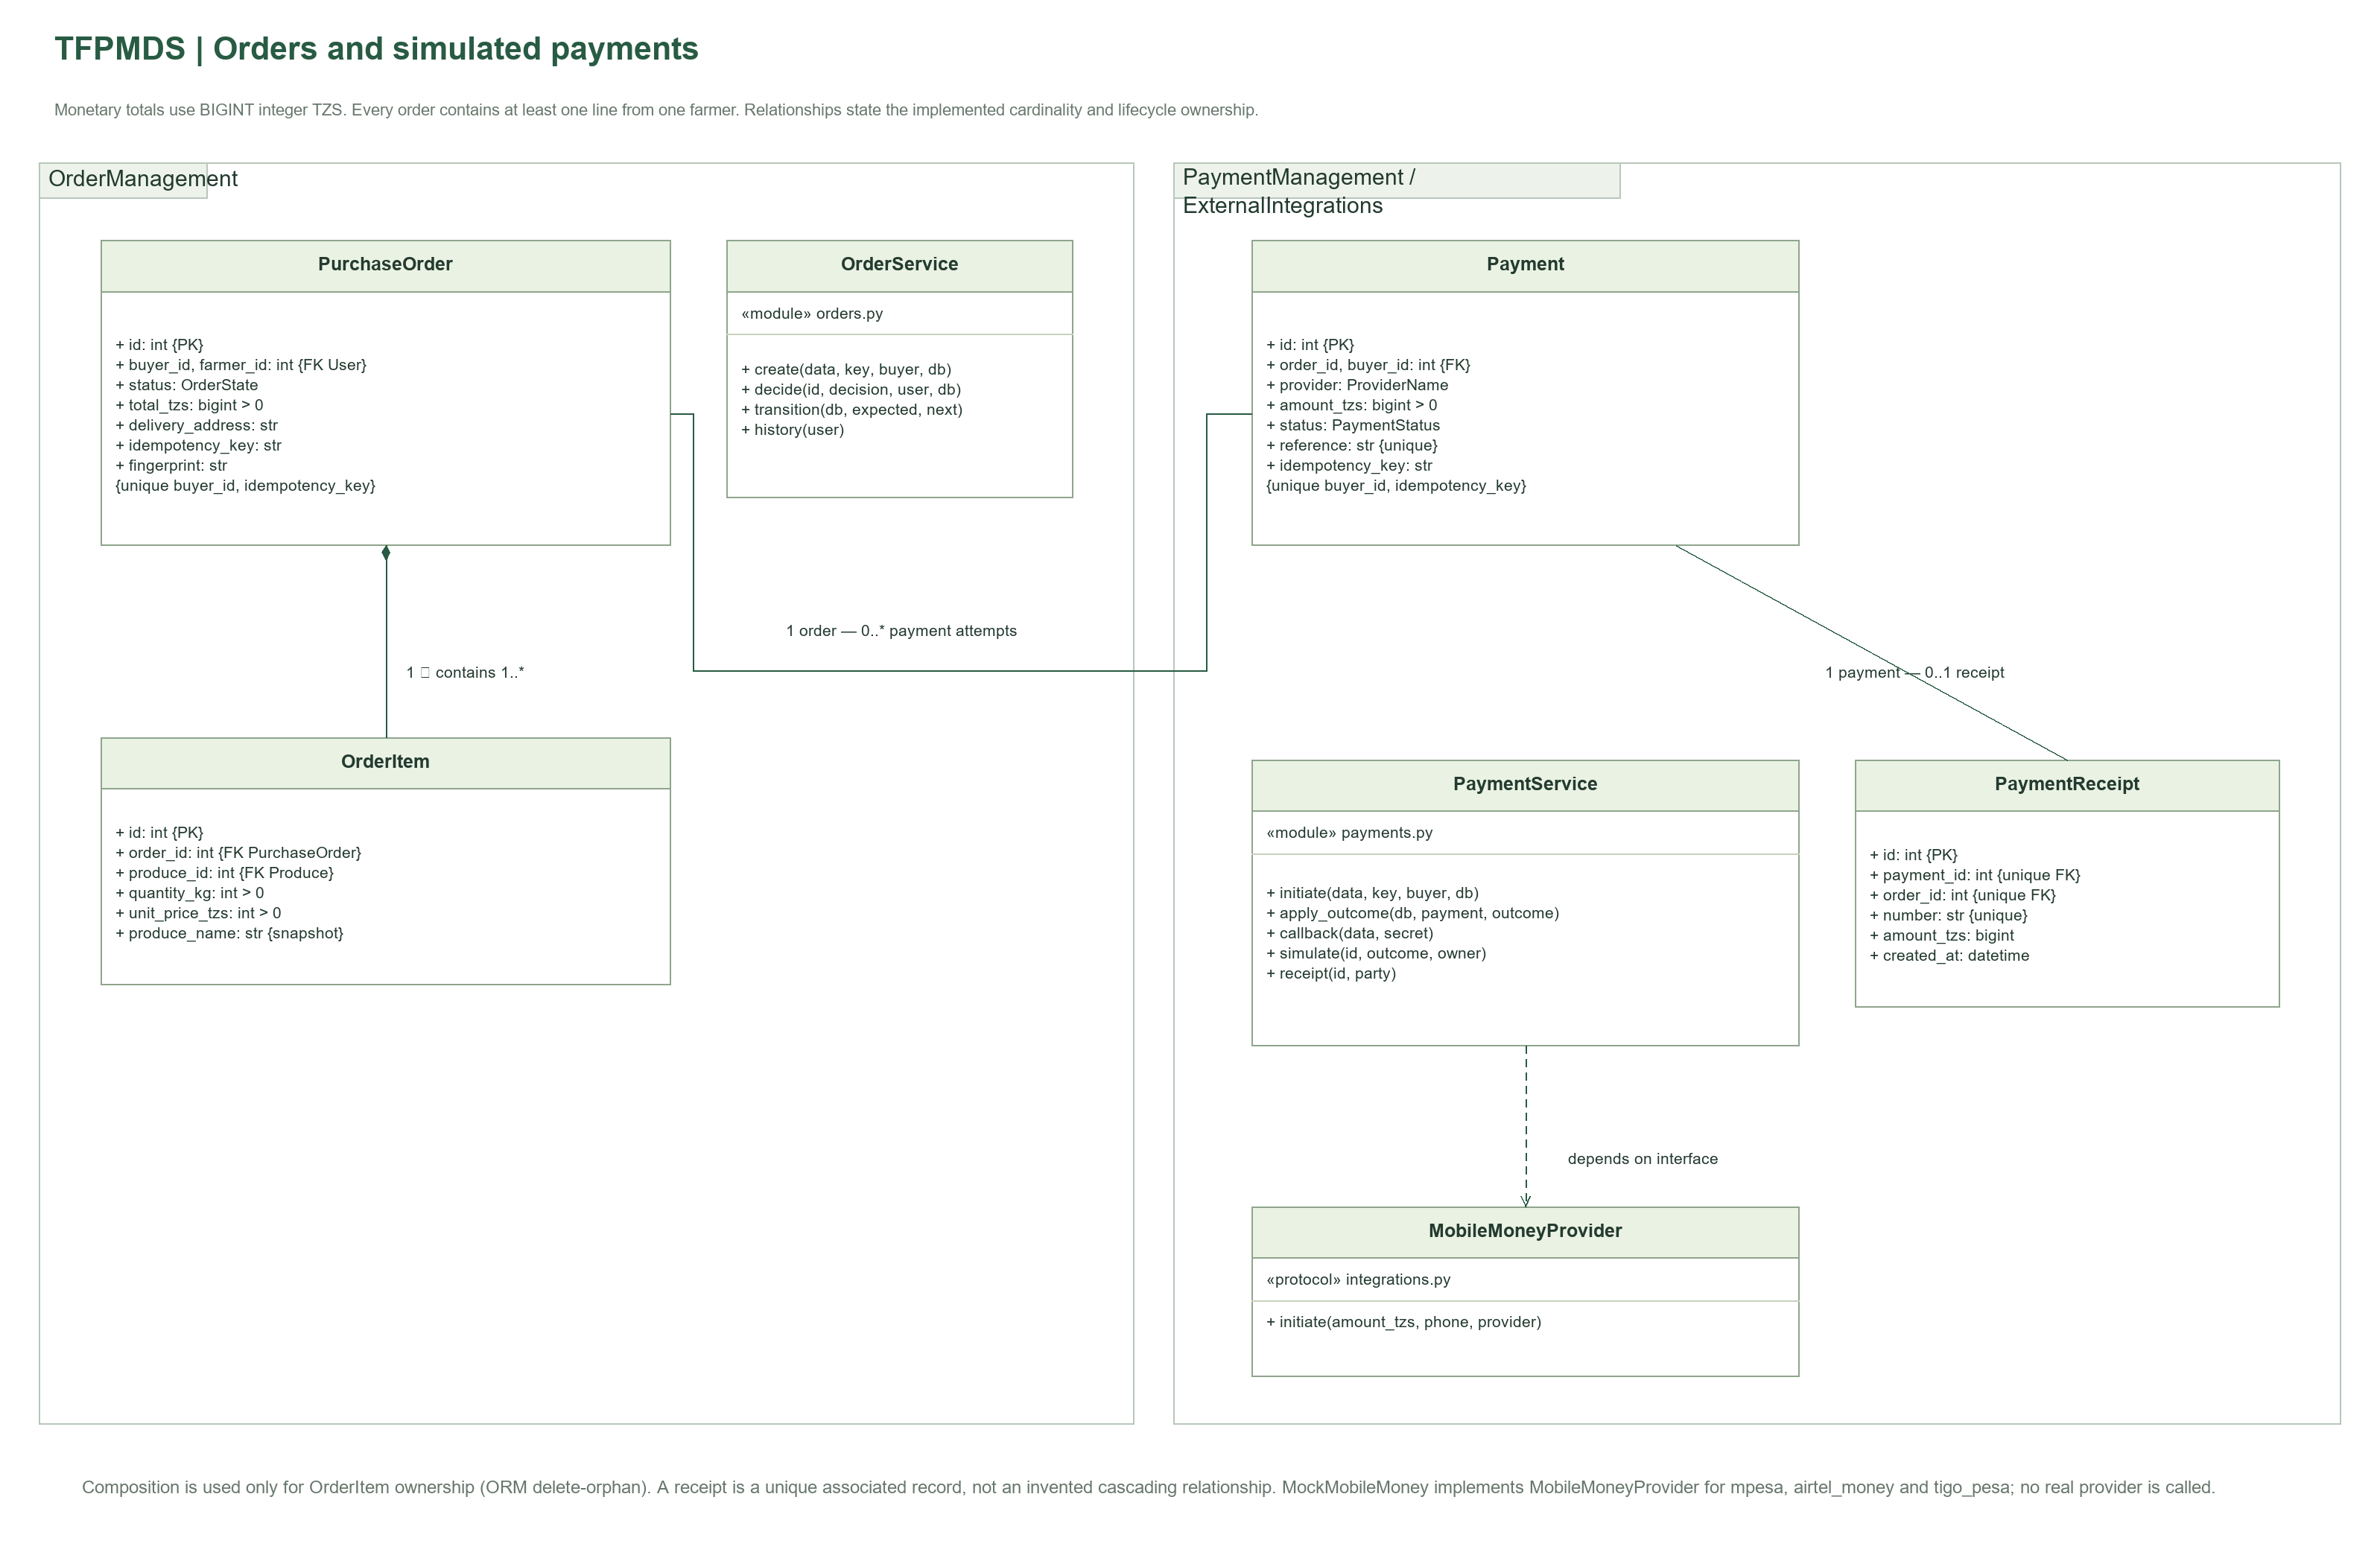 TFPMDS | Orders and simulated payments
Monetary totals use BIGINT integer TZS. Every order contains at least one line from one farmer. Relationships state the implemented cardinality and lifecycle ownership.
OrderManagement
PurchaseOrder
+ id: int {PK}
+ buyer_id, farmer_id: int {FK User}
+ status: OrderState
+ total_tzs: bigint > 0
+ delivery_address: str
+ idempotency_key: str
+ fingerprint: str
{unique buyer_id, idempotency_key}
OrderService
«module» orders.py
+ create(data, key, buyer, db)
+ decide(id, decision, user, db)
+ transition(db, expected, next)
+ history(user)
1 order — 0..* payment attempts
1 ▯ contains 1..*
OrderItem
+ id: int {PK}
+ order_id: int {FK PurchaseOrder}
+ produce_id: int {FK Produce}
+ quantity_kg: int > 0
+ unit_price_tzs: int > 0
+ produce_name: str {snapshot}
PaymentManagement /
ExternalIntegrations
Payment
+ id: int {PK}
+ order_id, buyer_id: int {FK}
+ provider: ProviderName
+ amount_tzs: bigint > 0
+ status: PaymentStatus
+ reference: str {unique}
+ idempotency_key: str
{unique buyer_id, idempotency_key}
1 payment — 0..1 receipt
PaymentService
«module» payments.py
+ initiate(data, key, buyer, db)
+ apply_outcome(db, payment, outcome)
+ callback(data, secret)
+ simulate(id, outcome, owner)
+ receipt(id, party)
PaymentReceipt
+ id: int {PK}
+ payment_id: int {unique FK}
+ order_id: int {unique FK}
+ number: str {unique}
+ amount_tzs: bigint
+ created_at: datetime
depends on interface
MobileMoneyProvider
«protocol» integrations.py
+ initiate(amount_tzs, phone, provider)
Composition is used only for OrderItem ownership (ORM delete-orphan). A receipt is a unique associated record, not an invented cascading relationship. MockMobileMoney implements MobileMoneyProvider for mpesa, airtel_money and tigo_pesa; no real provider is called.